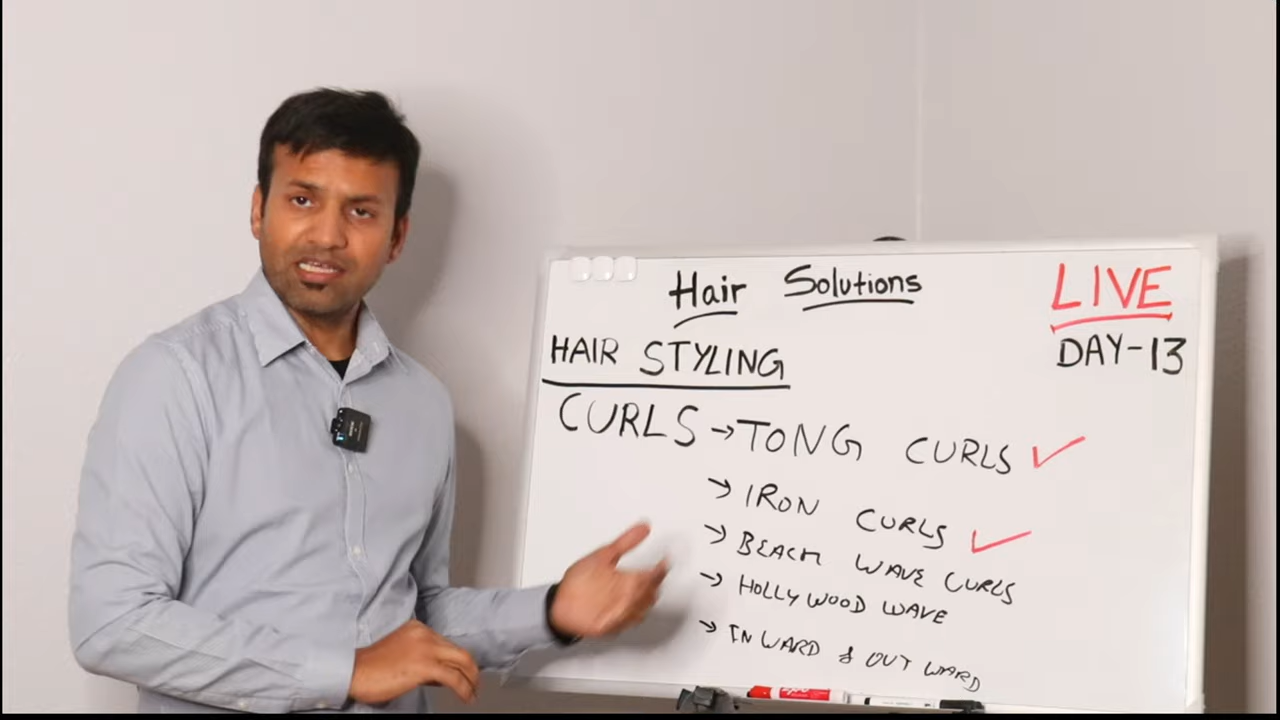 Hair Solutions
LIVE
DAY-13
HAIR STYLING
CURLS → TONG CURLS ✓
→ IRON CURLS ✓
→ BEACH WAVE CURLS
→ HOLLYWOOD WAVE
→ INWARD & OUTWARD